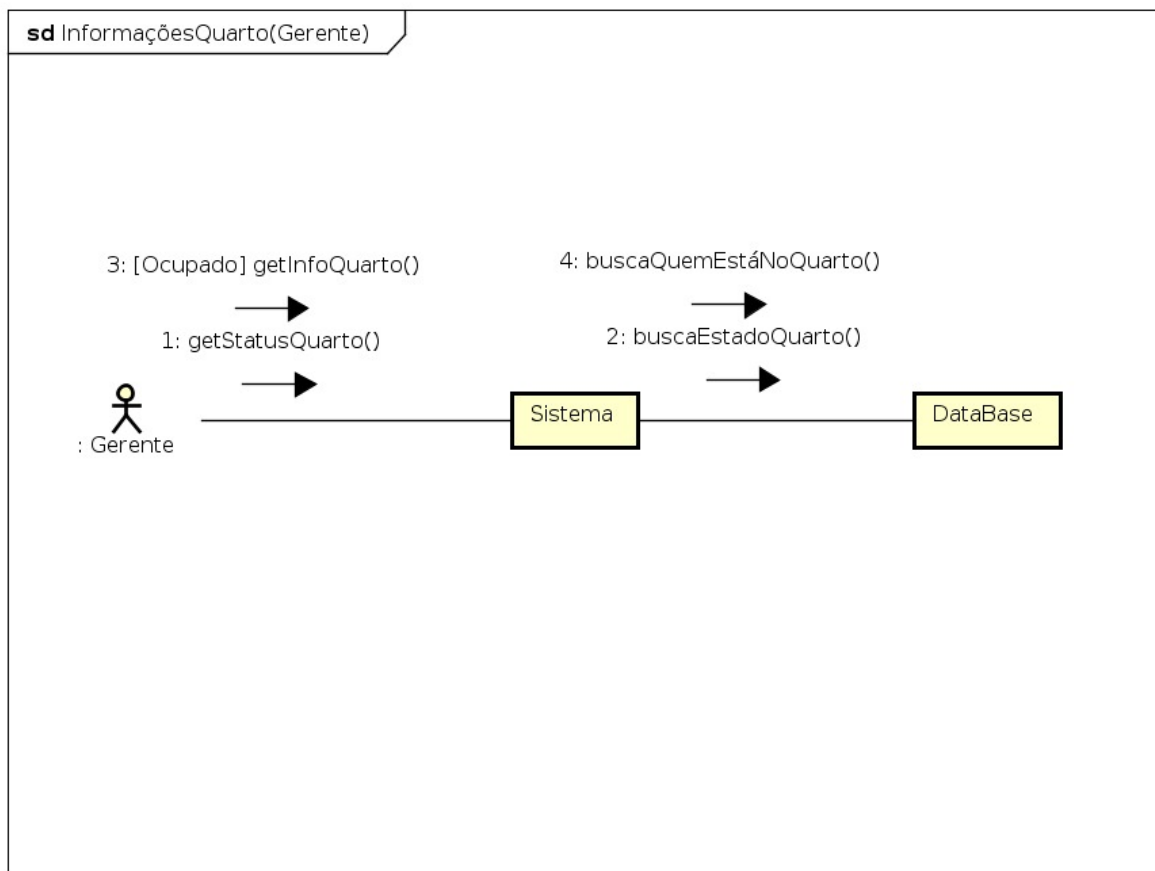 sd InformaçõesQuarto(Gerente)
3: [Ocupado] getInfoQuarto()
4: buscaQuemEstáNoQuarto()
1: getStatusQuarto()
2: buscaEstadoQuarto()
Sistema
DataBase
: Gerente